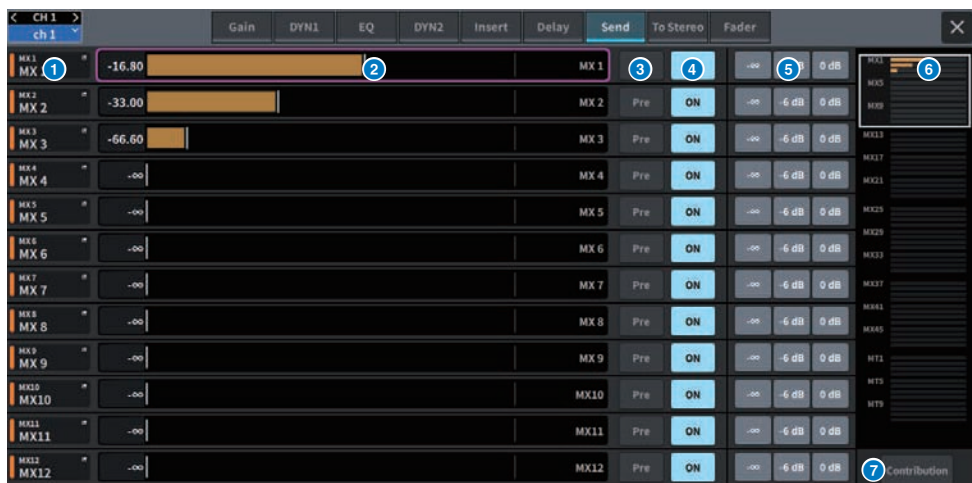 CH 1
ch 1
Gain DYN1 EQ DYN2 Insert Delay Send To Stereo Fader
MX1
MX 1 -16.80 2 MX 1 3 4 -∞ 5 0 dB
MX2
MX 2 -33.00 MX 2 Pre ON -∞ -6 dB 0 dB
MX3
MX 3 -66.60 MX 3 Pre ON -∞ -6 dB 0 dB
MX4
MX 4 -∞ MX 4 Pre ON -∞ -6 dB 0 dB
MX5
MX 5 -∞ MX 5 Pre ON -∞ -6 dB 0 dB
MX6
MX 6 -∞ MX 6 Pre ON -∞ -6 dB 0 dB
MX7
MX 7 -∞ MX 7 Pre ON -∞ -6 dB 0 dB
MX8
MX 8 -∞ MX 8 Pre ON -∞ -6 dB 0 dB
MX9
MX 9 -∞ MX 9 Pre ON -∞ -6 dB 0 dB
MX10
MX10 -∞ MX10 Pre ON -∞ -6 dB 0 dB
MX11
MX11 -∞ MX11 Pre ON -∞ -6 dB 0 dB
MX12
MX12 -∞ MX12 Pre ON -∞ -6 dB 0 dB
MX1 6
MX5
MX9
MX13
MX17
MX21
MX25
MX29
MX33
MX37
MX41
MX45
MT1
MT5
MT9
7 Contribution